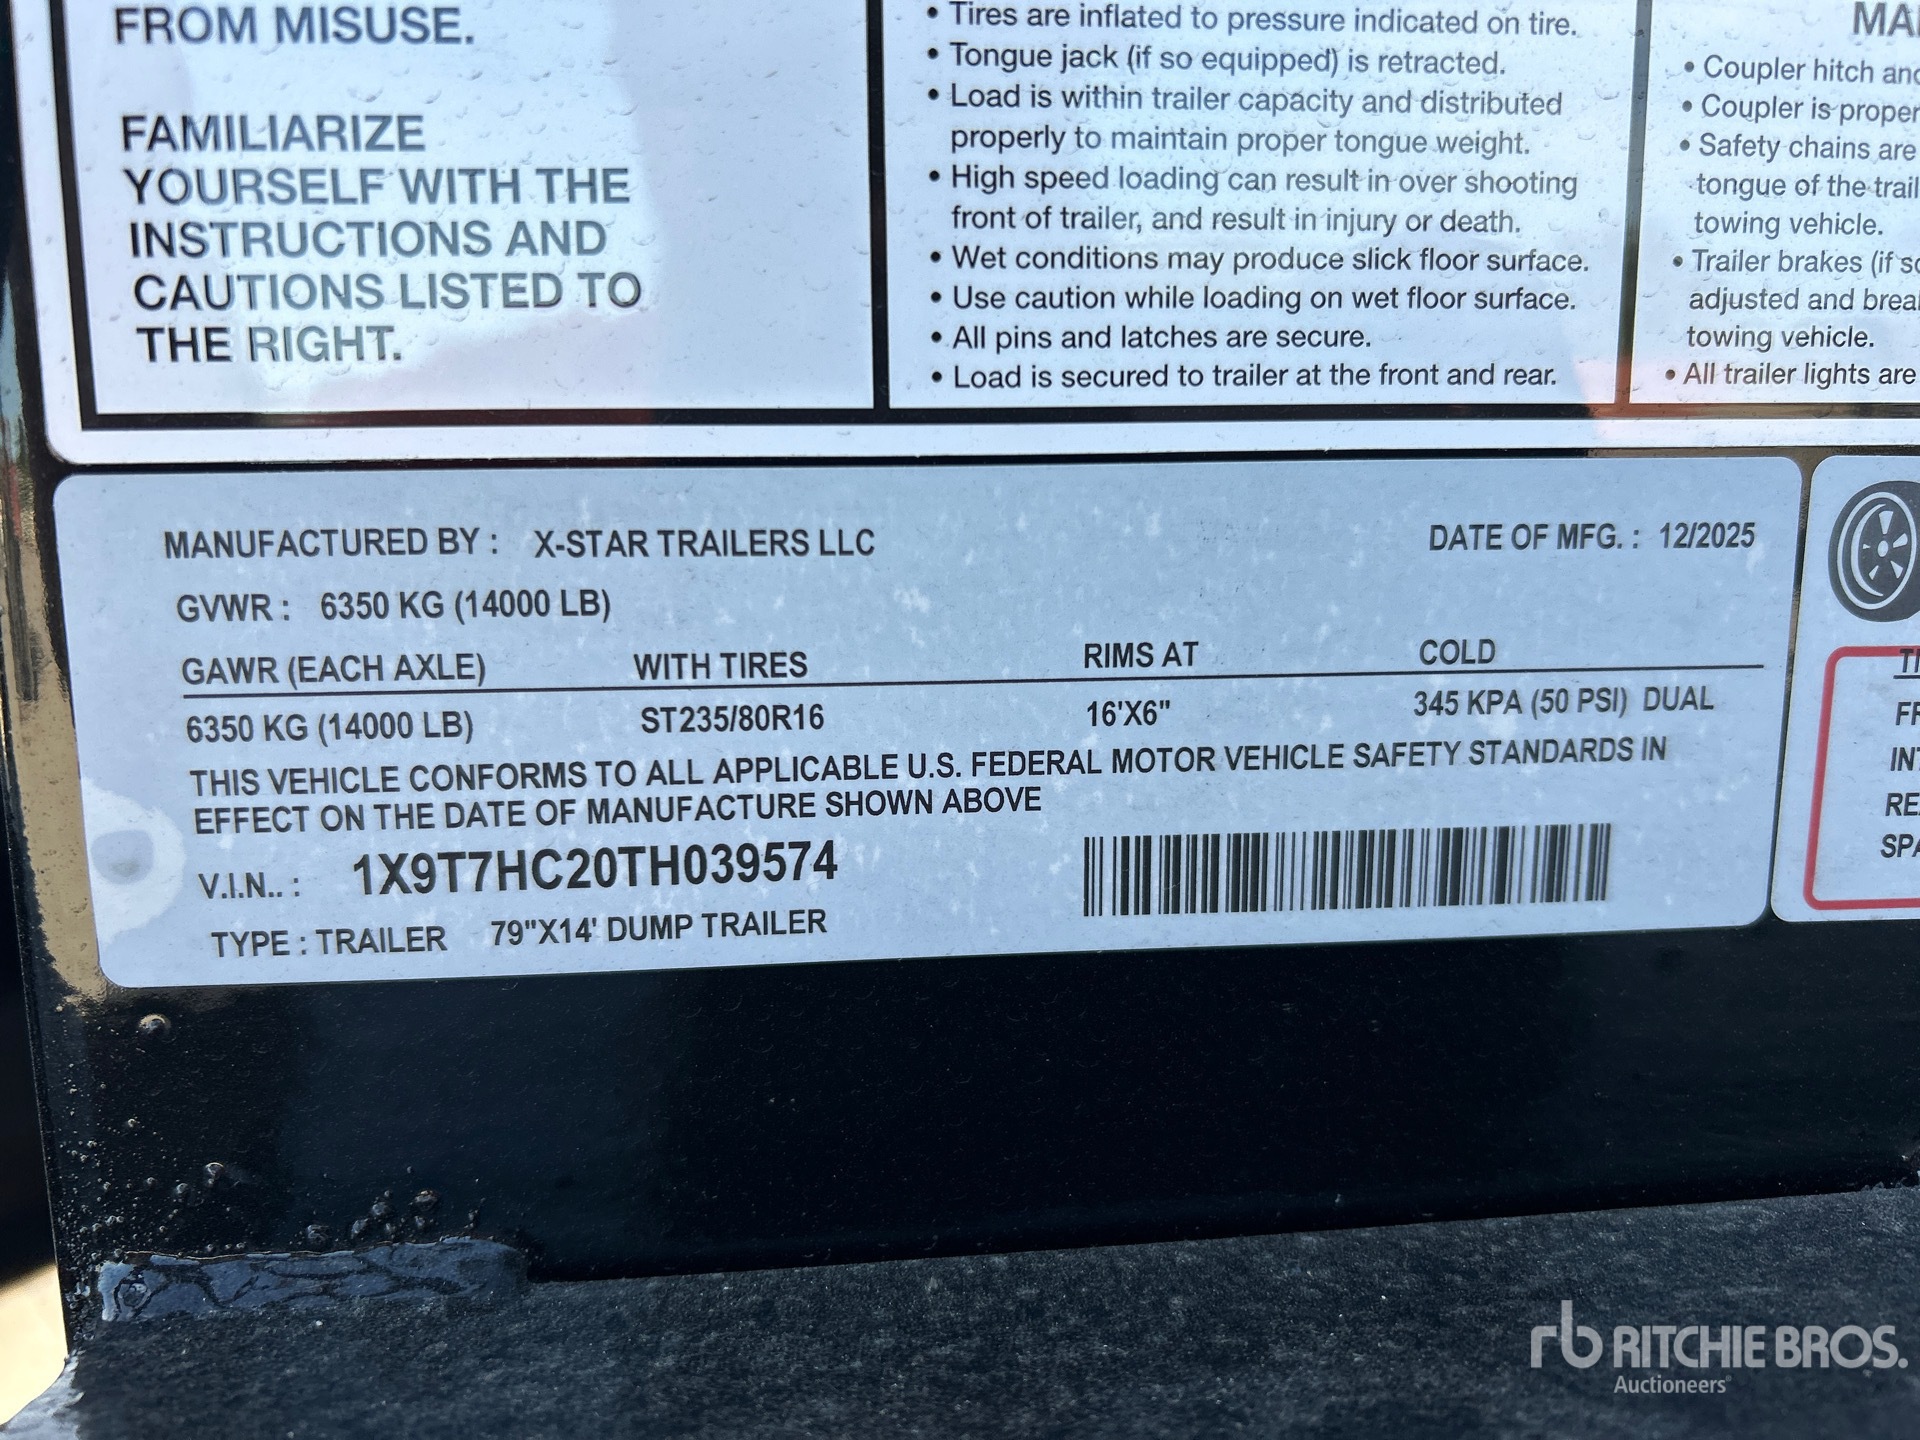 FROM MISUSE.
FAMILIARIZE
YOURSELF WITH THE
INSTRUCTIONS AND
CAUTIONS LISTED TO
THE RIGHT.
• Tires are inflated to pressure indicated on tire.
• Tongue jack (if so equipped) is retracted.
• Load is within trailer capacity and distributed
properly to maintain proper tongue weight.
• High speed loading can result in over shooting
front of trailer, and result in injury or death.
• Wet conditions may produce slick floor surface.
• Use caution while loading on wet floor surface.
• All pins and latches are secure.
• Load is secured to trailer at the front and rear.
• Coupler hitch
• Coupler is
• Safety chains are
tongue of the
towing vehicle.
• Trailer brakes (if
adjusted and
towing vehicle.
• All trailer lights are
MANUFACTURED BY : X-STAR TRAILERS LLC DATE OF MFG. : 12/2025
GVWR : 6350 KG (14000 LB)
GAWR (EACH AXLE) WITH TIRES RIMS AT COLD
6350 KG (14000 LB) ST235/80R16 16'X6" 345 KPA (50 PSI) DUAL
THIS VEHICLE CONFORMS TO ALL APPLICABLE U.S. FEDERAL MOTOR VEHICLE SAFETY STANDARDS IN
EFFECT ON THE DATE OF MANUFACTURE SHOWN ABOVE
V.I.N.. : 1X9T7HC20TH039574
TYPE : TRAILER 79"X14' DUMP TRAILER
rb RITCHIE BROS.
Auctioneers